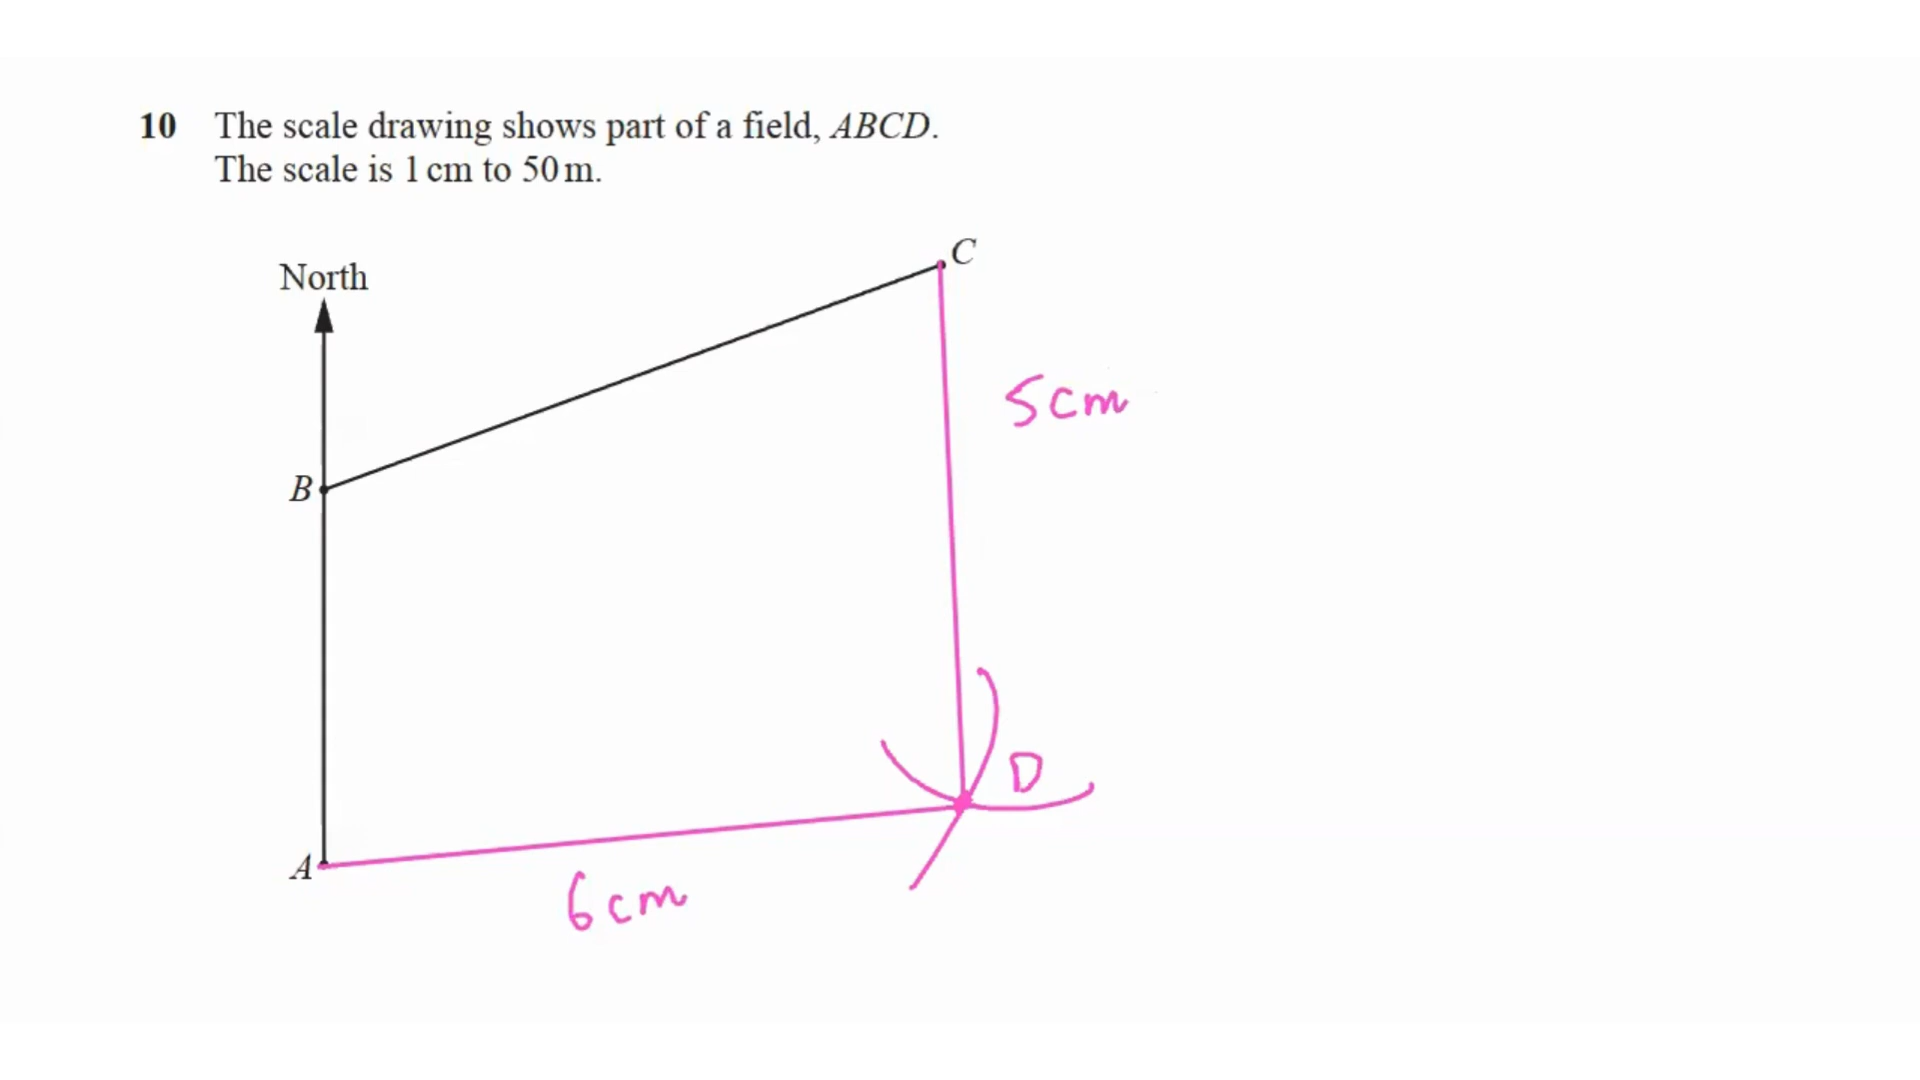 10 The scale drawing shows part of a field, ABCD.
The scale is 1 cm to 50 m.
C
North
5cm
B
D
A
6cm